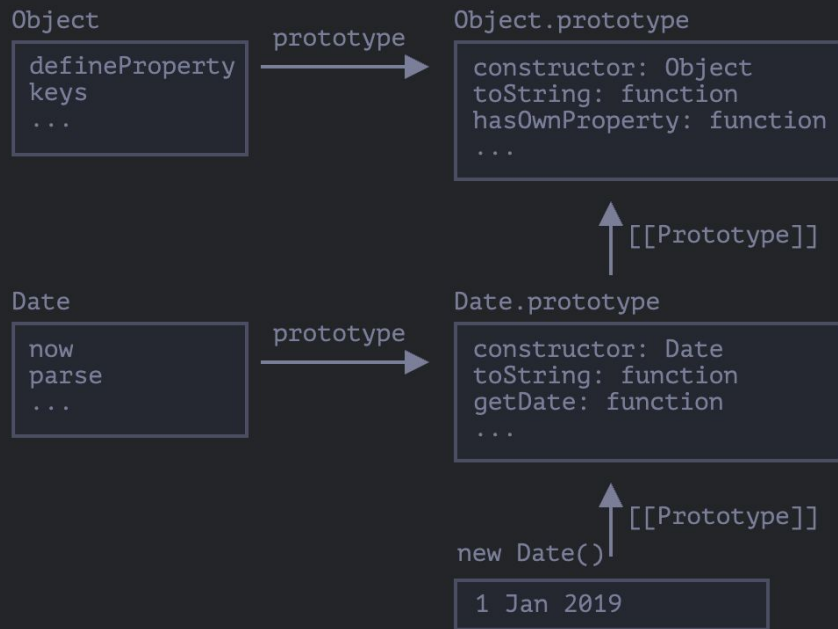 Object
defineProperty
keys
...
prototype
Object.prototype
constructor: Object
toString: function
hasOwnProperty: function
...
[[Prototype]]
Date
now
parse
...
prototype
Date.prototype
constructor: Date
toString: function
getDate: function
...
[[Prototype]]
new Date()
1 Jan 2019